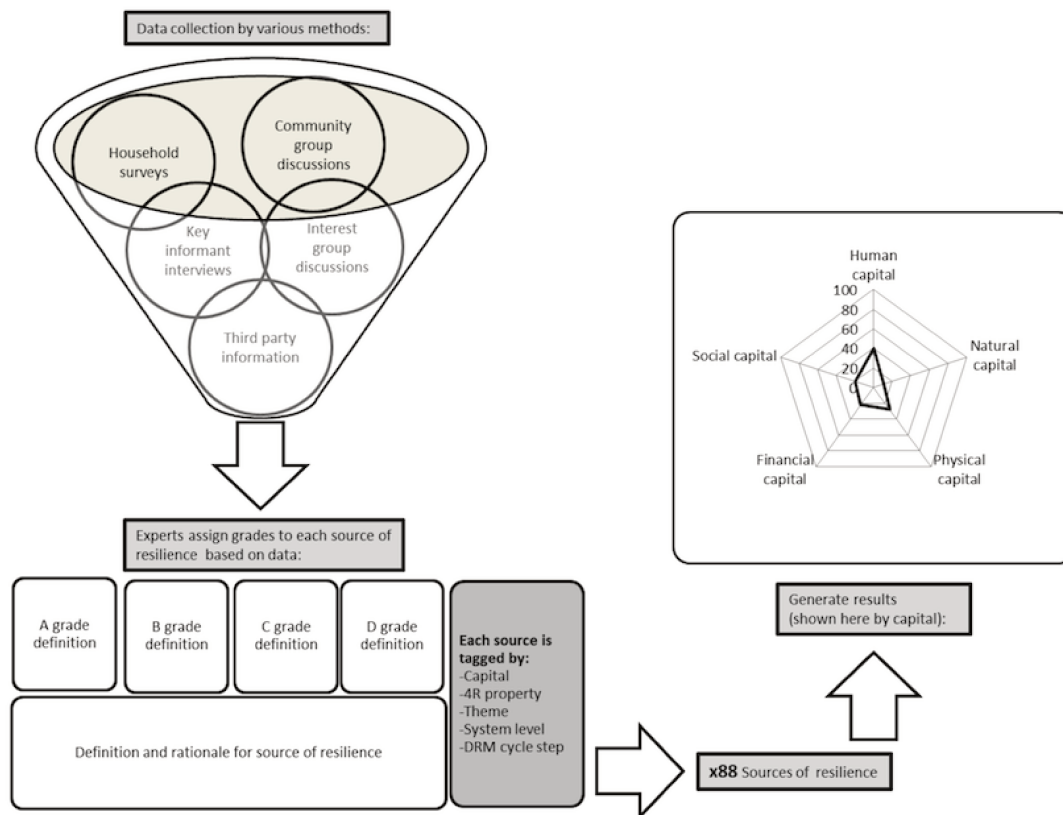 Data collection by various methods:
Household
surveys
Community
group
discussions
Key
informant
interviews
Interest
group
discussions
Third party
information
Experts assign grades to each source of
resilience based on data:
A grade
definition
B grade
definition
C grade
definition
D grade
definition
Definition and rationale for source of resilience
Each source is
tagged by:
-Capital
-4R property
-Theme
-System level
-DRM cycle step
x88 Sources of resilience
Generate results
(shown here by capital):
Human
capital
100
80
60
40
20
0
Social capital
Natural
capital
Financial
capital
Physical
capital